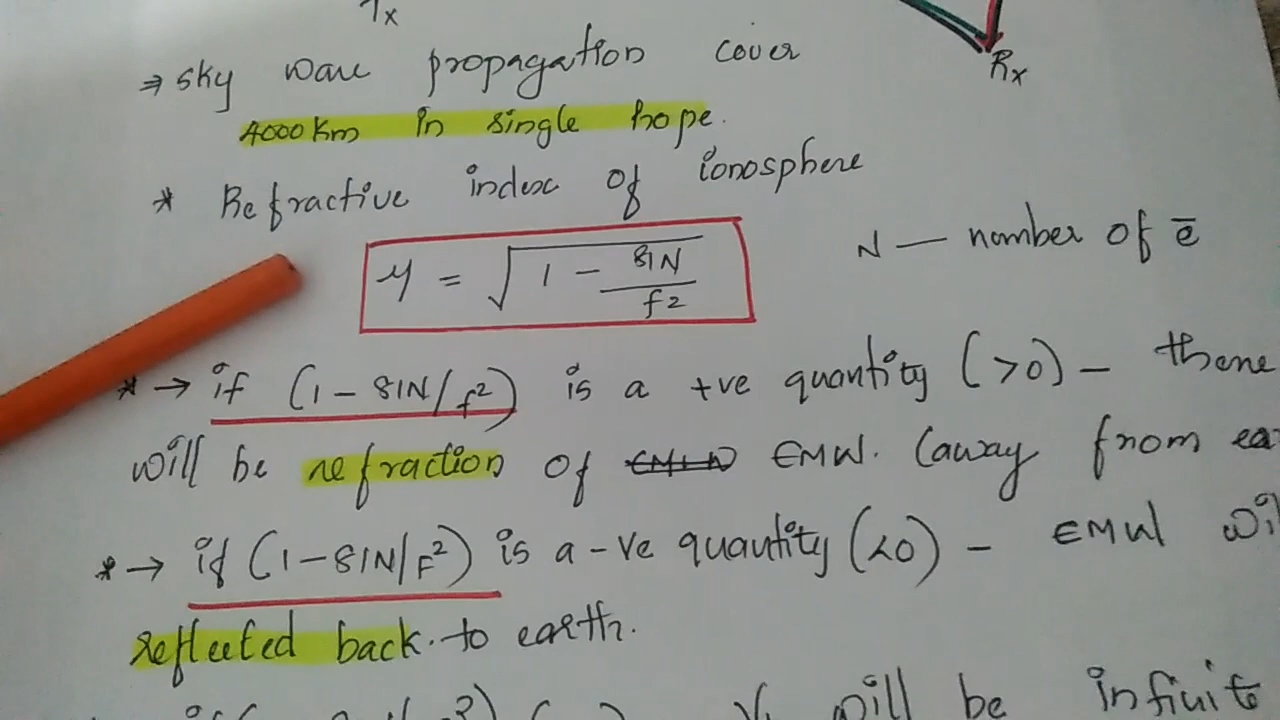 Tx
Rx
⇒ sky wave propagation cover
4000 Km in single hope.
* Refractive index of ionosphere
μ = √(1 - 81N/f2)
N — number of ē
* → if (1 - 81N/f²) is a +ve quantity (>0) - there
will be refraction of EMW. (away from ea
* → if (1-81N/F²) is a -ve quantity (<0) - EMW wi
reflected back. to earth.
will be infinite